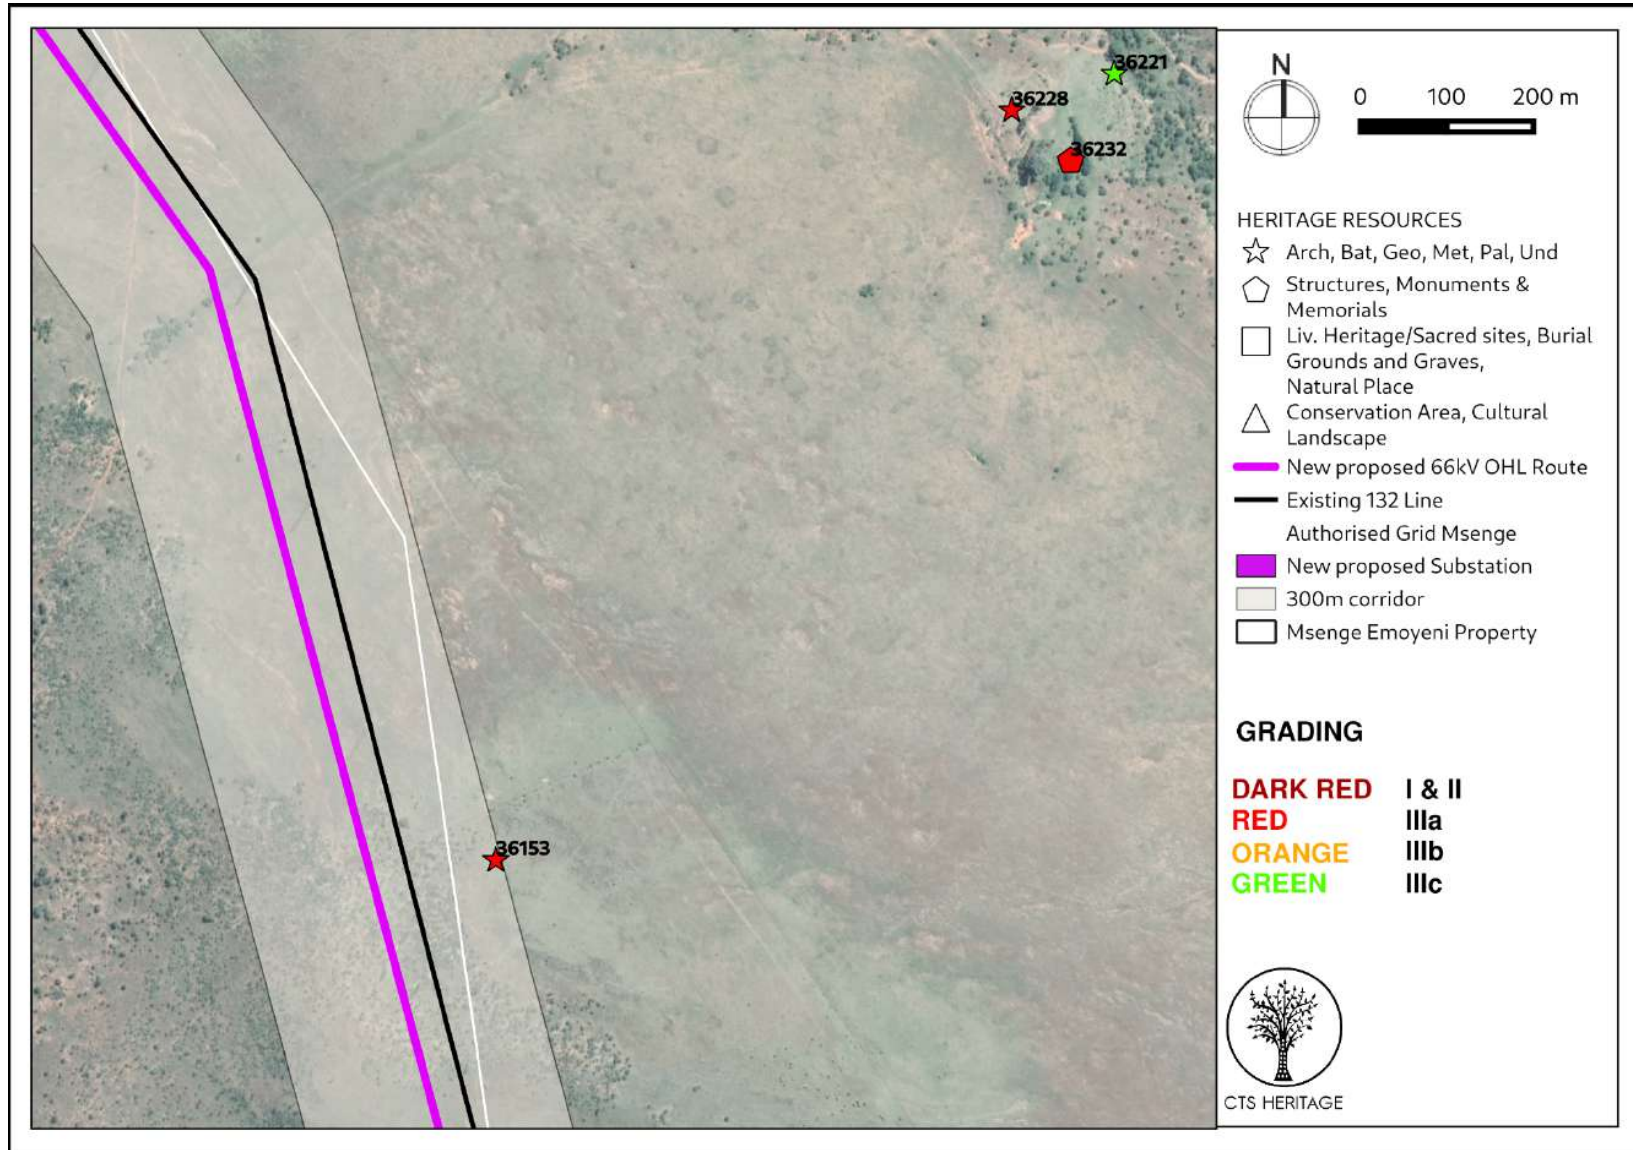 36221
36228
36232
36153
N
0 100 200 m
HERITAGE RESOURCES
Arch, Bat, Geo, Met, Pal, Und
Structures, Monuments &
Memorials
Liv. Heritage/Sacred sites, Burial
Grounds and Graves,
Natural Place
Conservation Area, Cultural
Landscape
New proposed 66kV OHL Route
Existing 132 Line
Authorised Grid Msenge
New proposed Substation
300m corridor
Msenge Emoyeni Property
GRADING
DARK RED I & II
RED IIIa
ORANGE IIIb
GREEN IIIc
CTS HERITAGE